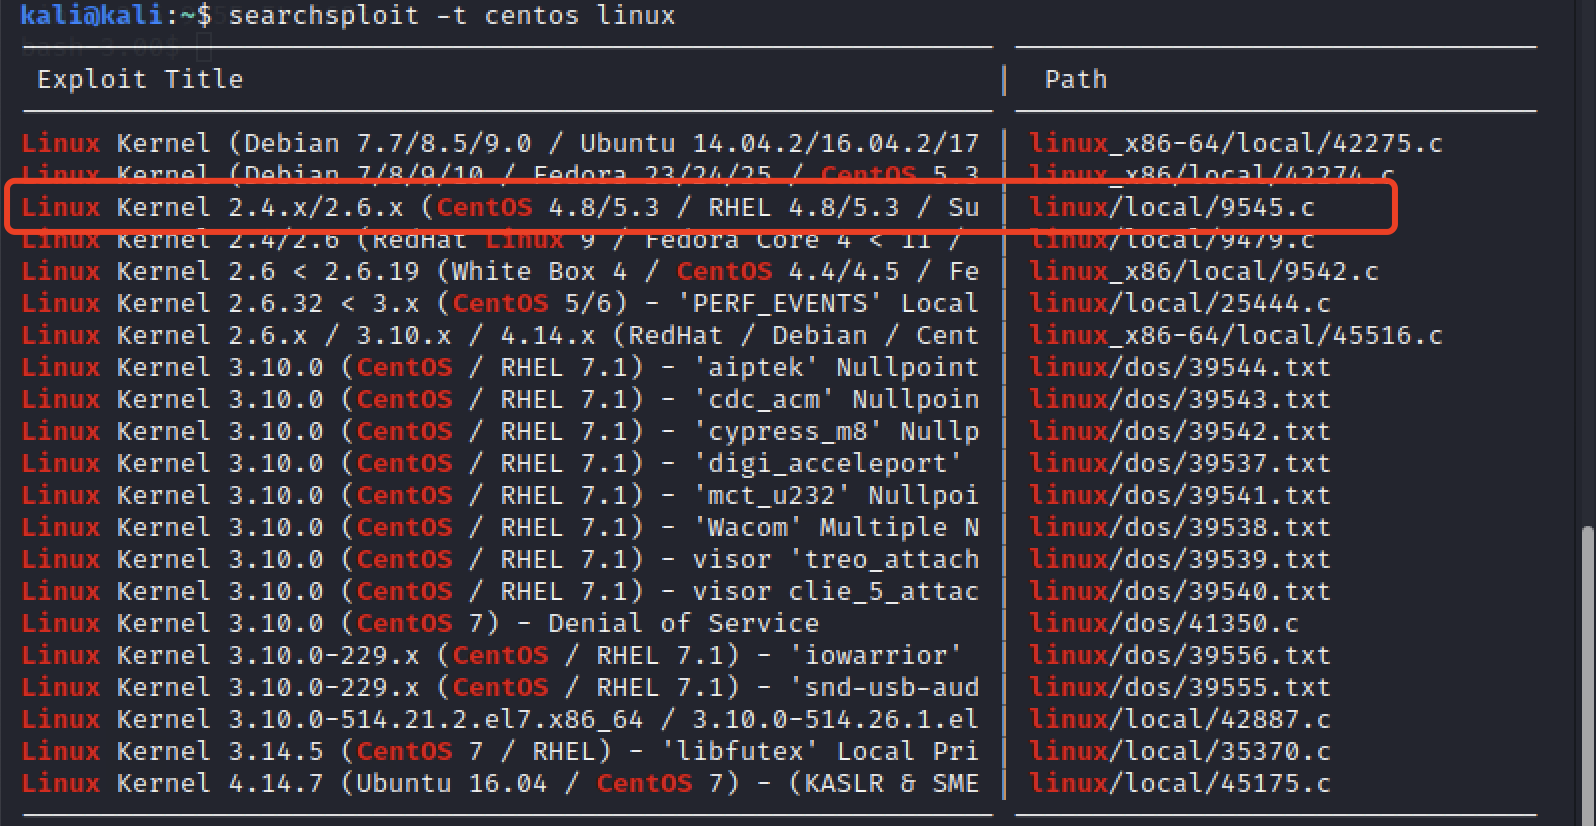 kali@kali:~$ searchsploit -t centos linux
bash-3.00$
Exploit Title | Path
Linux Kernel (Debian 7.7/8.5/9.0 / Ubuntu 14.04.2/16.04.2/17 | linux_x86-64/local/42275.c
Linux Kernel (Debian 7/8/9/10 / Fedora 23/24/25 / CentOS 5.3 | linux_x86/local/42274.c
Linux Kernel 2.4.x/2.6.x (CentOS 4.8/5.3 / RHEL 4.8/5.3 / Su | linux/local/9545.c
Linux Kernel 2.4/2.6 (RedHat Linux 9 / Fedora Core 4 < 11 / | linux/local/9479.c
Linux Kernel 2.6 < 2.6.19 (White Box 4 / CentOS 4.4/4.5 / Fe | linux_x86/local/9542.c
Linux Kernel 2.6.32 < 3.x (CentOS 5/6) - 'PERF_EVENTS' Local | linux/local/25444.c
Linux Kernel 2.6.x / 3.10.x / 4.14.x (RedHat / Debian / Cent | linux_x86-64/local/45516.c
Linux Kernel 3.10.0 (CentOS / RHEL 7.1) - 'aiptek' Nullpoint | linux/dos/39544.txt
Linux Kernel 3.10.0 (CentOS / RHEL 7.1) - 'cdc_acm' Nullpoin | linux/dos/39543.txt
Linux Kernel 3.10.0 (CentOS / RHEL 7.1) - 'cypress_m8' Nullp | linux/dos/39542.txt
Linux Kernel 3.10.0 (CentOS / RHEL 7.1) - 'digi_acceleport' | linux/dos/39537.txt
Linux Kernel 3.10.0 (CentOS / RHEL 7.1) - 'mct_u232' Nullpoi | linux/dos/39541.txt
Linux Kernel 3.10.0 (CentOS / RHEL 7.1) - 'Wacom' Multiple N | linux/dos/39538.txt
Linux Kernel 3.10.0 (CentOS / RHEL 7.1) - visor 'treo_attach | linux/dos/39539.txt
Linux Kernel 3.10.0 (CentOS / RHEL 7.1) - visor clie_5_attac | linux/dos/39540.txt
Linux Kernel 3.10.0 (CentOS 7) - Denial of Service | linux/dos/41350.c
Linux Kernel 3.10.0-229.x (CentOS / RHEL 7.1) - 'iowarrior' | linux/dos/39556.txt
Linux Kernel 3.10.0-229.x (CentOS / RHEL 7.1) - 'snd-usb-aud | linux/dos/39555.txt
Linux Kernel 3.10.0-514.21.2.el7.x86_64 / 3.10.0-514.26.1.el | linux/local/42887.c
Linux Kernel 3.14.5 (CentOS 7 / RHEL) - 'libfutex' Local Pri | linux/local/35370.c
Linux Kernel 4.14.7 (Ubuntu 16.04 / CentOS 7) - (KASLR & SME | linux/local/45175.c